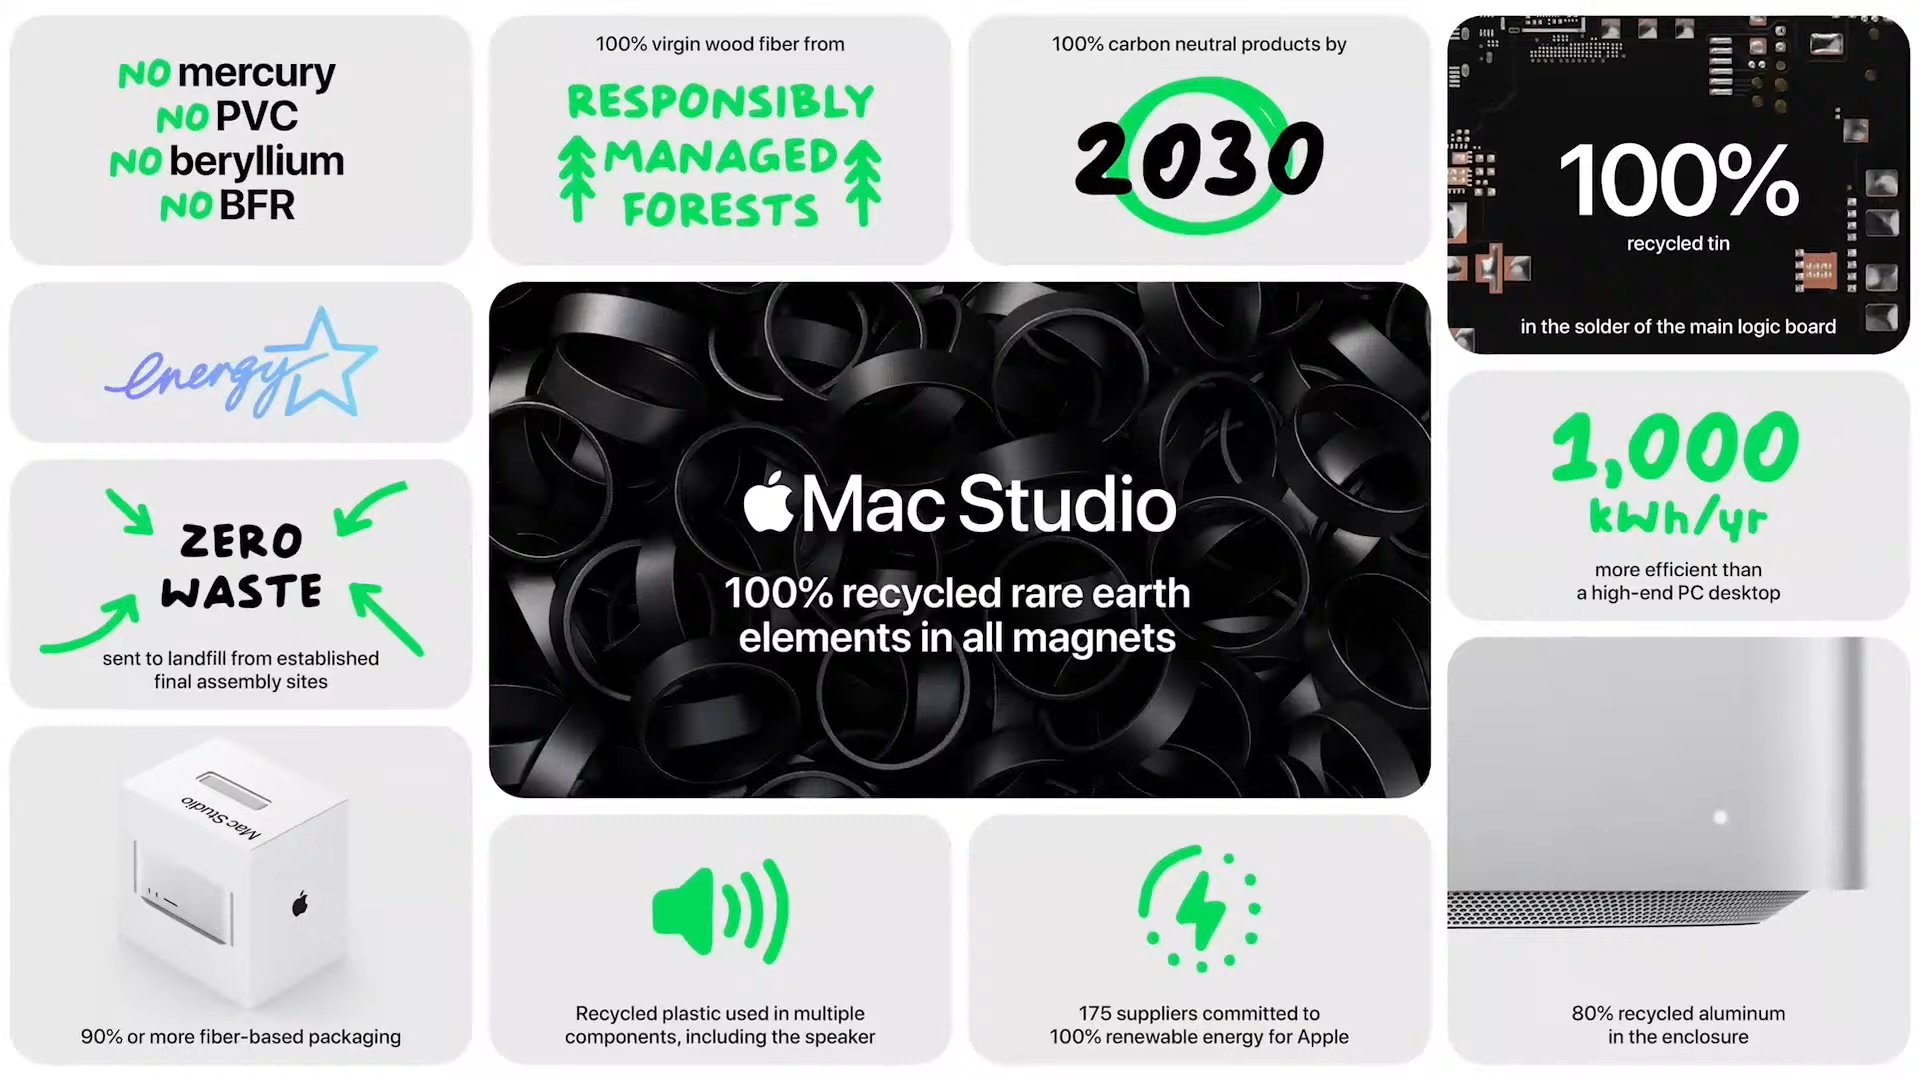 NO mercury
NO PVC
NO beryllium
NO BFR
100% virgin wood fiber from
RESPONSIBLY
MANAGED
FORESTS
100% carbon neutral products by
2030
100%
recycled tin
in the solder of the main logic board
energy
Mac Studio
100% recycled rare earth
elements in all magnets
1,000
kWh/yr
more efficient than
a high-end PC desktop
ZERO
WASTE
sent to landfill from established
final assembly sites
Mac Studio
90% or more fiber-based packaging
Recycled plastic used in multiple
components, including the speaker
175 suppliers committed to
100% renewable energy for Apple
80% recycled aluminum
in the enclosure